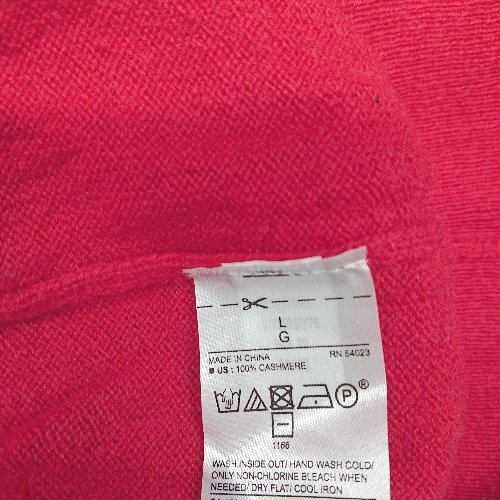 L
G
MADE IN CHINA RN 54023
US : 100% CASHMERE
P ®
1166
WASH INSIDE OUT/ HAND WASH COLD/
ONLY NON-CHLORINE BLEACH WHEN
NEEDED/ DRY FLAT/ COOL IRON